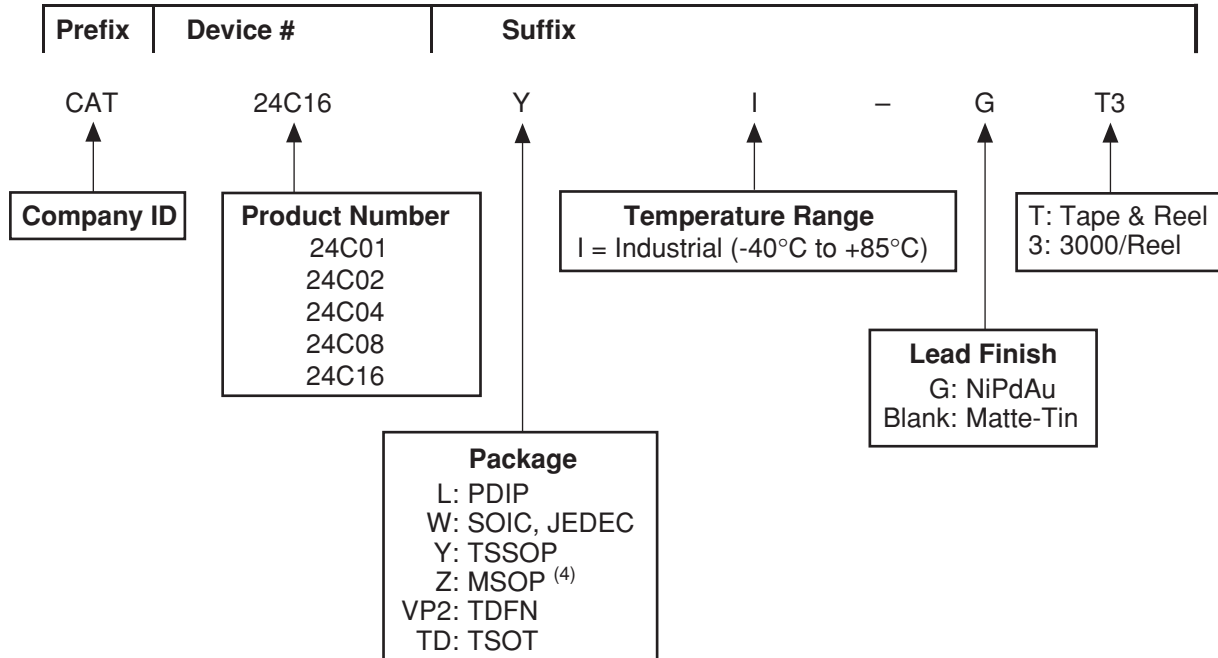 Prefix Device # Suffix
CAT 24C16 Y I – G T3
Company ID
Product Number
24C01
24C02
24C04
24C08
24C16
Temperature Range
I = Industrial (-40°C to +85°C)
T: Tape & Reel
3: 3000/Reel
Lead Finish
G: NiPdAu
Blank: Matte-Tin
Package
L: PDIP
W: SOIC, JEDEC
Y: TSSOP
Z: MSOP (4)
VP2: TDFN
TD: TSOT